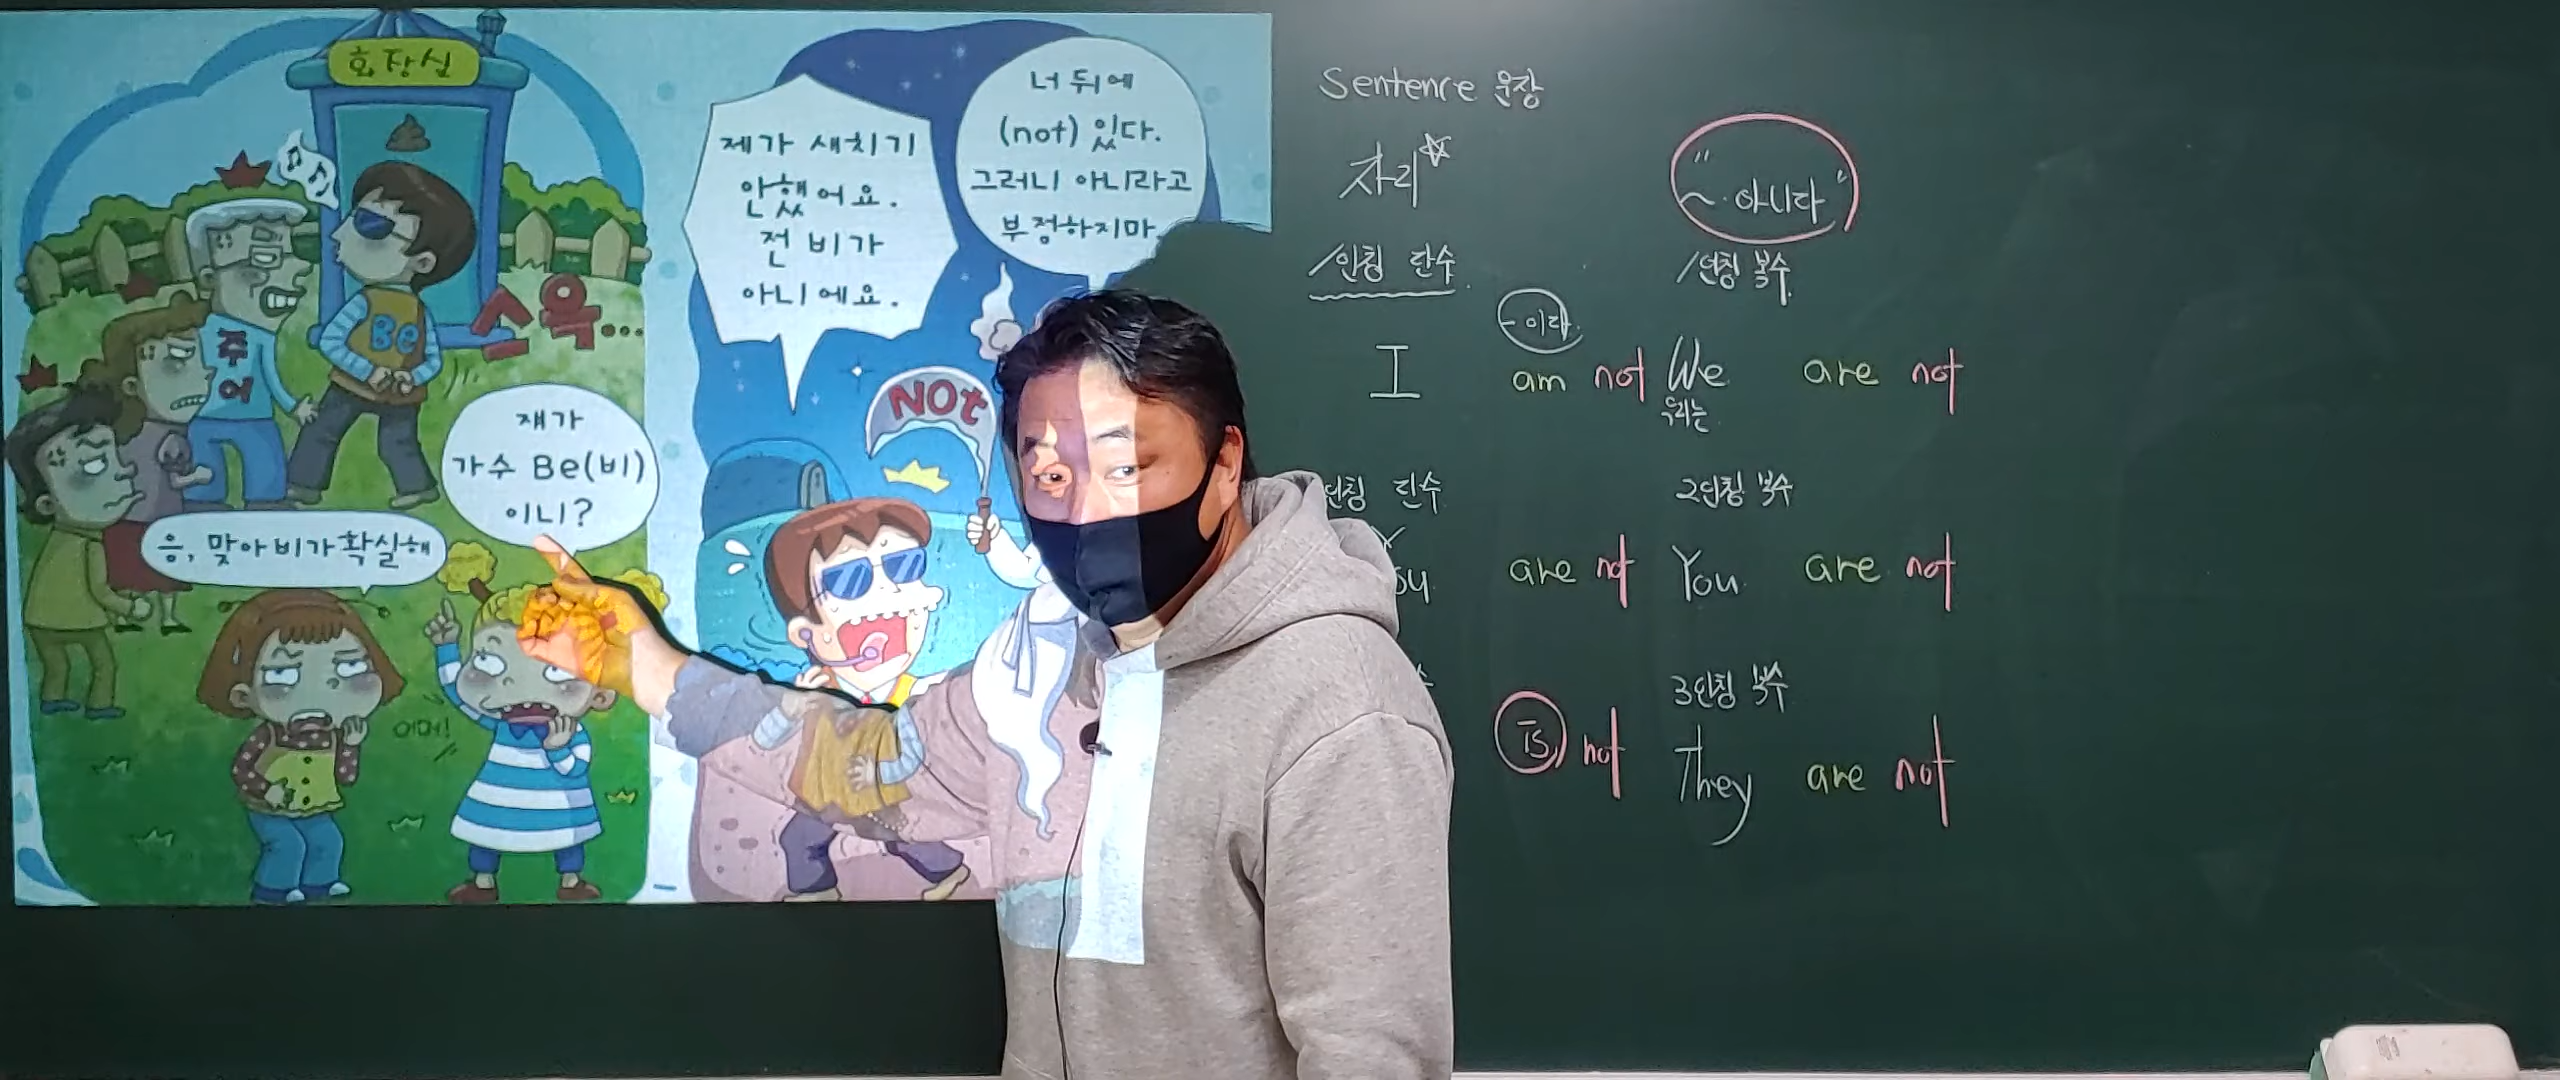 화장실
주
어
Be
스윽...
쟤가
가수 Be(비)
이니?
응, 맞아 비가 확실해
어머!
제가 새치기
안했어요.
전 비가
아니에요.
너 뒤에
(not) 있다.
그러니 아니라고
부정하지마.
NOt
Sentence 문장
자리
"~ 아니다"
1인칭 단수
1인칭 복수
-이다.
I am not
We are not
우리는
인칭 단수
2인칭 복수
are not
You are not
3인칭 복수
is not
They are not